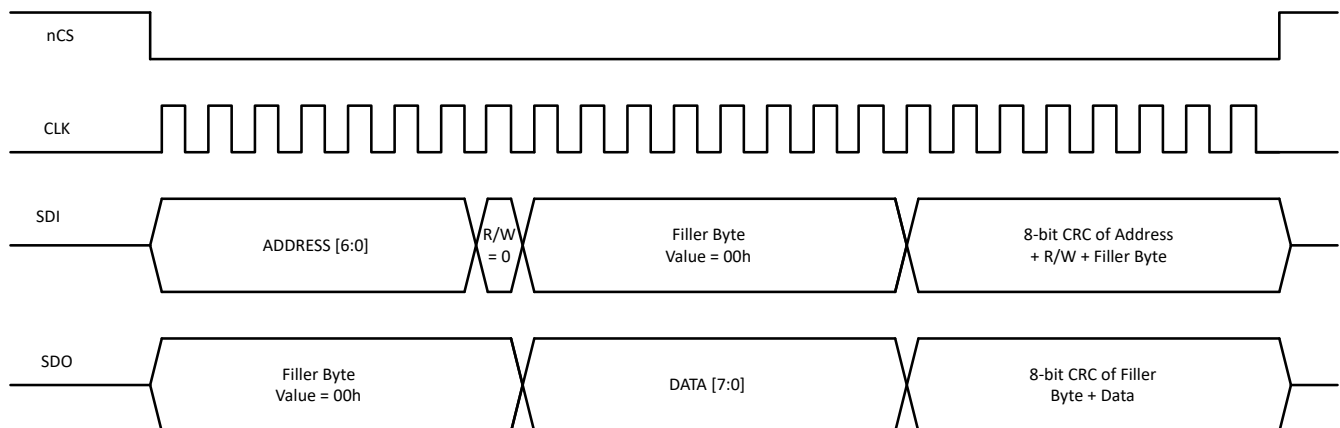 nCS
CLK
SDI
ADDRESS [6:0]
R/W
= 0
Filler Byte
Value = 00h
8-bit CRC of Address
+ R/W + Filler Byte
SDO
Filler Byte
Value = 00h
DATA [7:0]
8-bit CRC of Filler
Byte + Data